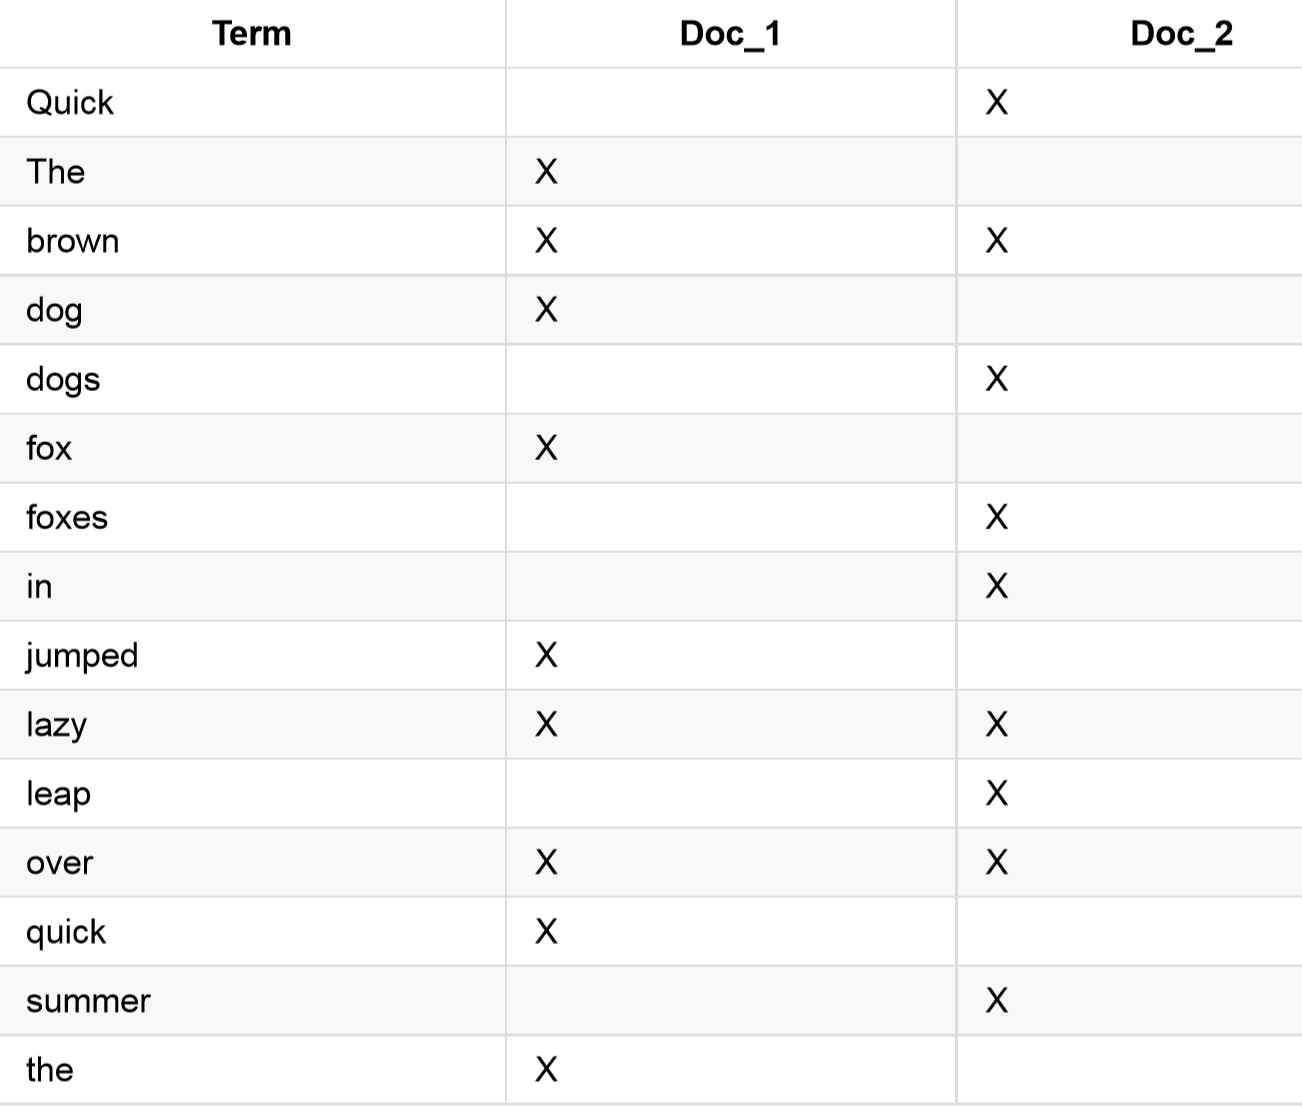 Term Doc_1 Doc_2
Quick X
The X
brown X X
dog X
dogs X
fox X
foxes X
in X
jumped X
lazy X X
leap X
over X X
quick X
summer X
the X